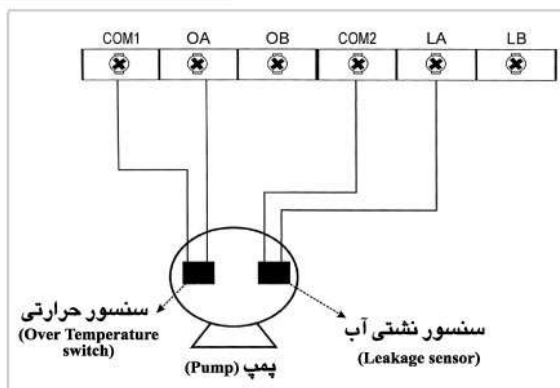 COM1 OA OB COM2 LA LB
سنسور حرارتی
(Over Temperature
switch)
سنسور نشتی آب
(Leakage sensor)
پمپ (Pump)